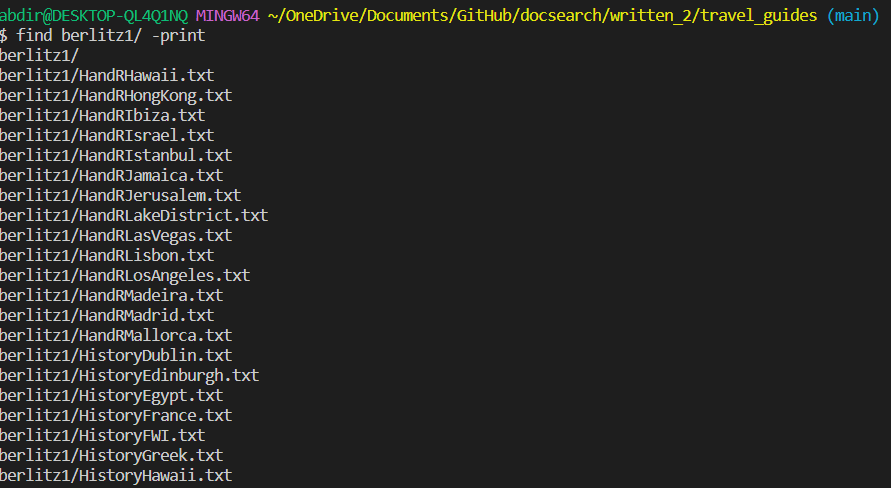 abdir@DESKTOP-QL4Q1NQ MINGW64 ~/OneDrive/Documents/GitHub/docsearch/written_2/travel_guides (main)
$ find berlitz1/ -print
berlitz1/
berlitz1/HandRHawaii.txt
berlitz1/HandRHongKong.txt
berlitz1/HandRIbiza.txt
berlitz1/HandRIsrael.txt
berlitz1/HandRIstanbul.txt
berlitz1/HandRJamaica.txt
berlitz1/HandRJerusalem.txt
berlitz1/HandRLakeDistrict.txt
berlitz1/HandRLasVegas.txt
berlitz1/HandRLisbon.txt
berlitz1/HandRLosAngeles.txt
berlitz1/HandRMadeira.txt
berlitz1/HandRMadrid.txt
berlitz1/HandRMallorca.txt
berlitz1/HistoryDublin.txt
berlitz1/HistoryEdinburgh.txt
berlitz1/HistoryEgypt.txt
berlitz1/HistoryFrance.txt
berlitz1/HistoryFWI.txt
berlitz1/HistoryGreek.txt
berlitz1/HistoryHawaii.txt